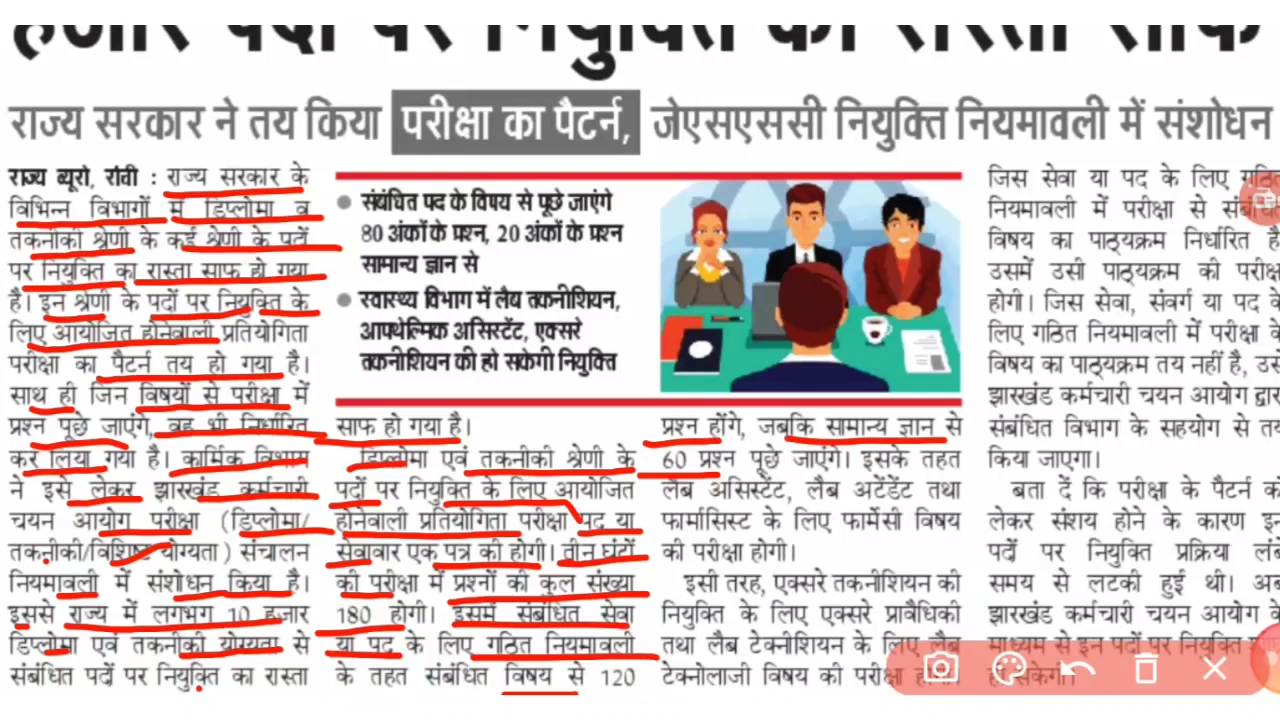 हजार पदों पर नियुक्ति का रास्ता साफ
राज्य सरकार ने तय किया परीक्षा का पैटर्न, जेएसएससी नियुक्ति नियमावली में संशोधन
राज्य ब्यूरो, रांची : राज्य सरकार के
विभिन्न विभागों में डिप्लोमा व
तकनीकी श्रेणी के कई श्रेणी के पदों
पर नियुक्ति का रास्ता साफ हो गया
है। इन श्रेणी के पदों पर नियुक्ति के
लिए आयोजित होनेवाली प्रतियोगिता
परीक्षा का पैटर्न तय हो गया है।
साथ ही जिन विषयों से परीक्षा में
प्रश्न पूछे जाएंगे, वह भी निर्धारित
कर लिया गया है। कार्मिक विभाग
ने इसे लेकर झारखंड कर्मचारी
चयन आयोग परीक्षा (डिप्लोमा/
तकनीकी/विशिष्ट योग्यता) संचालन
नियमावली में संशोधन किया है।
इससे राज्य में लगभग 10 हजार
डिप्लोमा एवं तकनीकी योग्यता से
संबंधित पदों पर नियुक्ति का रास्ता
संबंधित पद के विषय से पूछे जाएंगे
80 अंकों के प्रश्न, 20 अंकों के प्रश्न
सामान्य ज्ञान से
स्वास्थ्य विभाग में लैब तकनीशियन,
आपथेल्मिक असिस्टेंट, एक्सरे
तकनीशियन की हो सकेगी नियुक्ति
साफ हो गया है।
डिप्लोमा एवं तकनीकी श्रेणी के
पदों पर नियुक्ति के लिए आयोजित
होनेवाली प्रतियोगिता परीक्षा पद या
सेवावार एक पत्र की होगी। तीन घंटों
की परीक्षा में प्रश्नों की कुल संख्या
180 होगी। इसमें संबंधित सेवा
या पद के लिए गठित नियमावली
के तहत संबंधित विषय से 120
प्रश्न होंगे, जबकि सामान्य ज्ञान से
60 प्रश्न पूछे जाएंगे। इसके तहत
लैब असिस्टेंट, लैब अटेंडेंट तथा
फार्मासिस्ट के लिए फार्मेसी विषय
की परीक्षा होगी।
इसी तरह, एक्सरे तकनीशियन की
नियुक्ति के लिए एक्सरे प्रावैधिकी
तथा लैब टेक्नीशियन के लिए लैब
टेक्नोलाजी विषय की परीक्षा होगी।
जिस सेवा या पद के लिए गठित
नियमावली में परीक्षा से संबंधित
विषय का पाठ्यक्रम निर्धारित है
उसमें उसी पाठ्यक्रम की परीक्षा
होगी। जिस सेवा, संवर्ग या पद के
लिए गठित नियमावली में परीक्षा के
विषय का पाठ्यक्रम तय नहीं है, उस
झारखंड कर्मचारी चयन आयोग द्वारा
संबंधित विभाग के सहयोग से तय
किया जाएगा।
बता दें कि परीक्षा के पैटर्न को
लेकर संशय होने के कारण इन
पदों पर नियुक्ति प्रक्रिया लंबे
समय से लटकी हुई थी। अब
झारखंड कर्मचारी चयन आयोग के
माध्यम से इन पदों पर नियुक्ति
हो सकेगी।